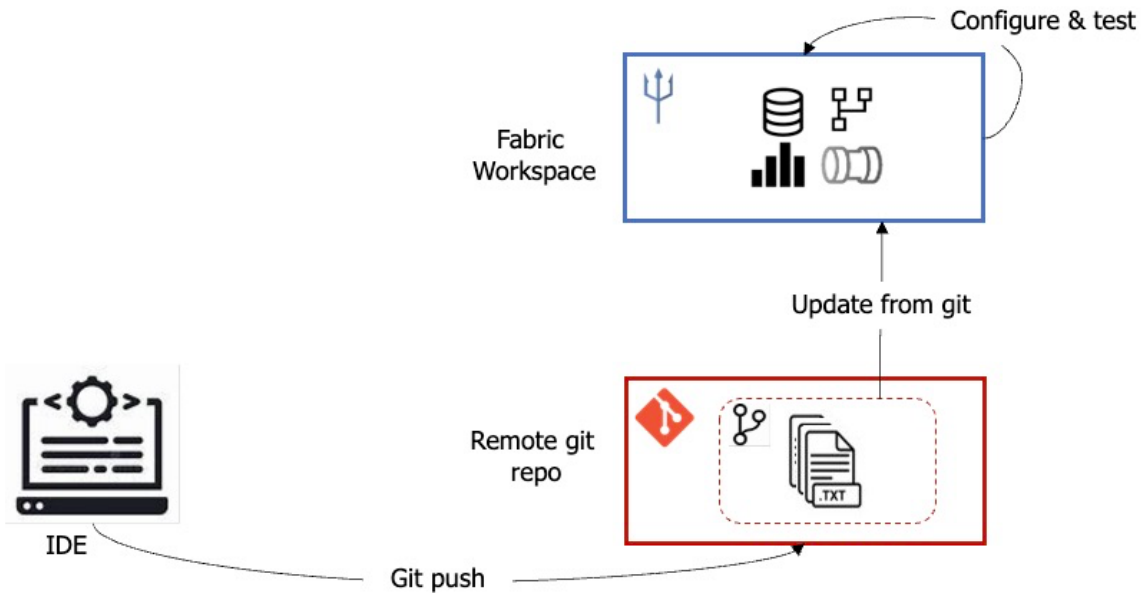 Configure & test
Fabric
Workspace
Update from git
Remote git
repo
.TXT
IDE
Git push